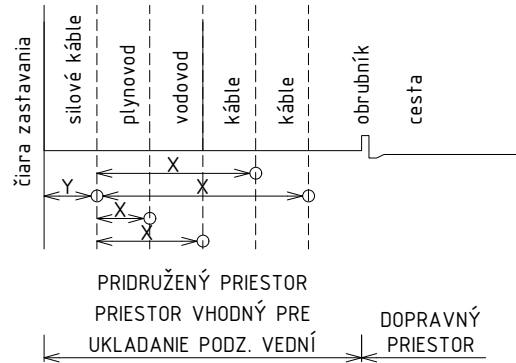 čiara zastavania
silové káble
plynovod
vodovod
káble
káble
obrubník
cesta
X
Y
X
X
X
PRIDRUŽENÝ PRIESTOR
PRIESTOR VHODNÝ PRE
UKLADANIE PODZ. VEDNÍ
DOPRAVNÝ
PRIESTOR